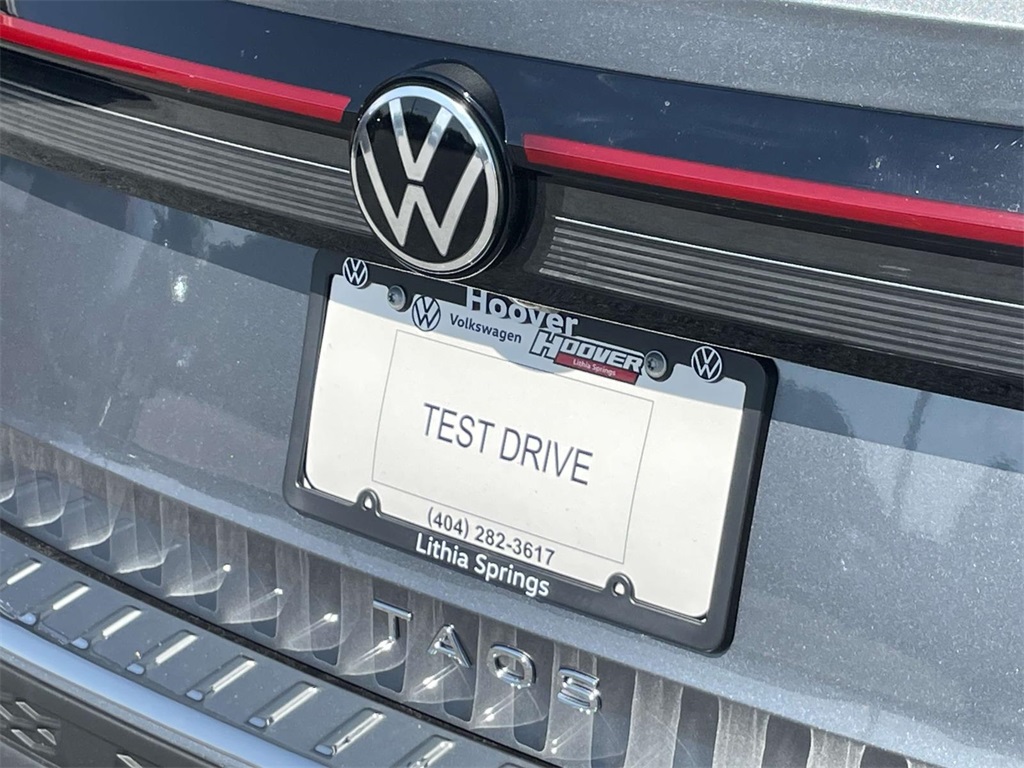 Hoover
Volkswagen
HOOVER
Lithia Springs
TEST DRIVE
(404) 282-3617
Lithia Springs
TAOS